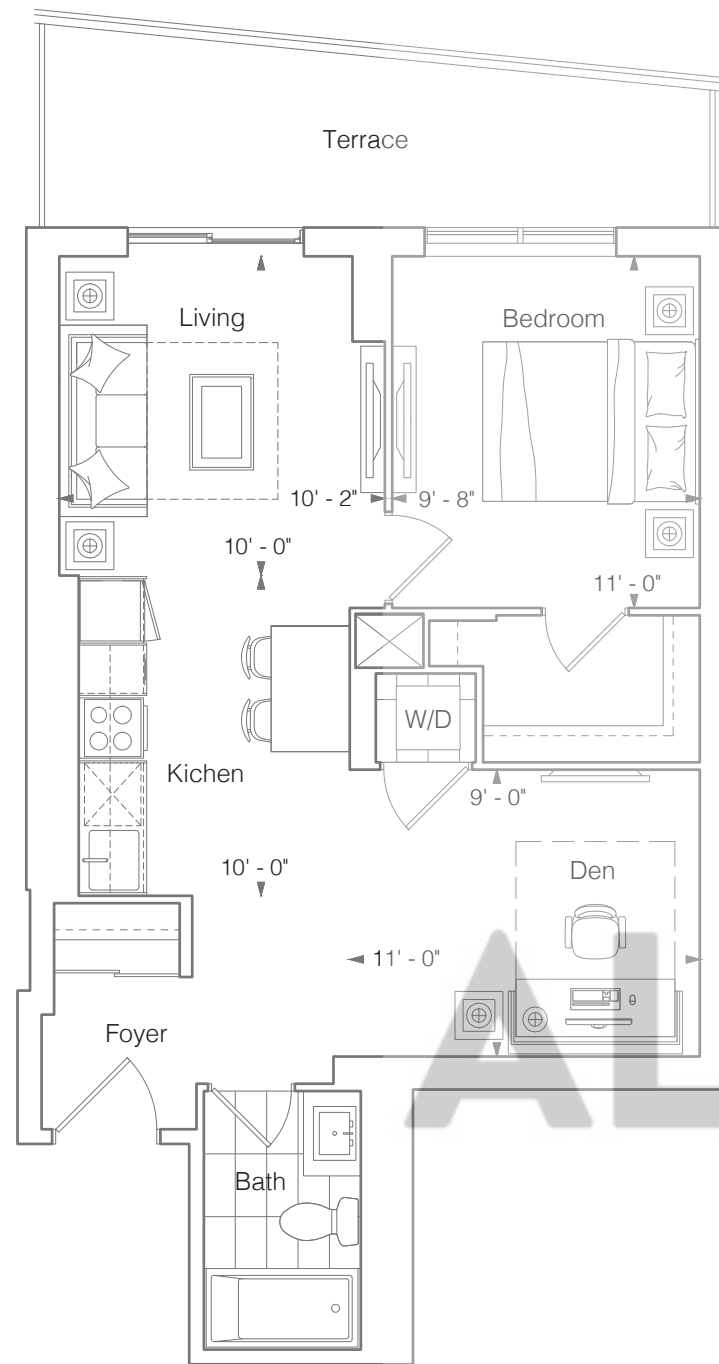 Terrace
Living
Bedroom
10' - 2"
9' - 8"
10' - 0"
11' - 0"
W/D
Kichen
9' - 0"
10' - 0"
Den
11' - 0"
AL
Foyer
Bath